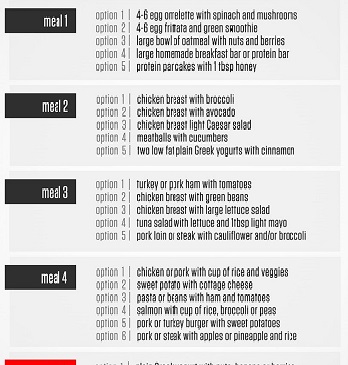 meal 1
option 1 | 4-6 egg omelette with spinach and mushrooms
option 2 | 4-6 egg frittata and green smoothie
option 3 | large bowl of oatmeal with nuts and berries
option 4 | large homemade breakfast bar or protein bar
option 5 | protein pancakes with 1 tbsp honey
meal 2
option 1 | chicken breast with broccoli
option 2 | chicken breast with avocado
option 3 | chicken breast light Caesar salad
option 4 | meatballs with cucumbers
option 5 | two low fat plain Greek yogurts with cinnamon
meal 3
option 1 | turkey or pork ham with tomatoes
option 2 | chicken breast with green beans
option 3 | chicken breast with large lettuce salad
option 4 | tuna salad with lettuce and 1tbsp light mayo
option 5 | pork loin or steak with cauliflower and/or broccoli
meal 4
option 1 | chicken or pork with cup of rice and veggies
option 2 | sweet potato with cottage cheese
option 3 | pasta or beans with ham and tomatoes
option 4 | salmon with cup of rice, broccoli or peas
option 5 | pork or turkey burger with sweet potatoes
option 6 | pork or steak with apples or pineapple and rice